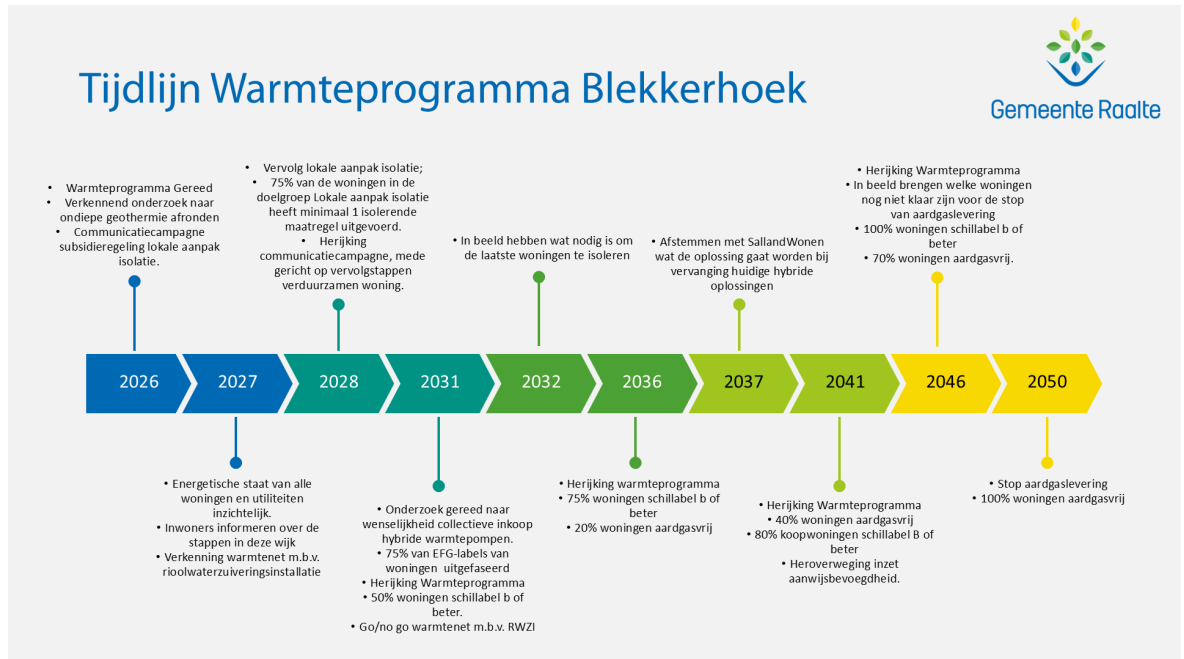 Tijdlijn Warmteprogramma Blekkerhoek
Gemeente Raalte
• Warmteprogramma Gereed
• Verkennend onderzoek naar
ondiepe geothermie afronden
• Communicatiecampagne
subsidieregeling lokale aanpak
isolatie.
• Vervolg lokale aanpak isolatie;
• 75% van de woningen in de
doelgroep Lokale aanpak isolatie
heeft minimaal 1 isolerende
maatregel uitgevoerd.
• Herijking
communicatiecampagne, mede
gericht op vervolgstappen
verduurzamen woning.
• In beeld hebben wat nodig is om
de laatste woningen te isoleren
• Afstemmen met SallandWonen
wat de oplossing gaat worden bij
vervanging huidige hybride
oplossingen
• Herijking Warmteprogramma
• In beeld brengen welke woningen
nog niet klaar zijn voor de stop
van aardgaslevering
• 100% woningen schillabel b of
beter
• 70% woningen aardgasvrij.
2026
2027
2028
2031
2032
2036
2037
2041
2046
2050
• Energetische staat van alle
woningen en utiliteiten
inzichtelijk.
• Inwoners informeren over de
stappen in deze wijk
• Verkenning warmtenet m.b.v.
rioolwaterzuiveringsinstallatie
• Onderzoek gereed naar
wenselijkheid collectieve inkoop
hybride warmtepompen.
• 75% van EFG-labels van
woningen uitgefaseerd
• Herijking Warmteprogramma
• 50% woningen schillabel b of
beter.
• Go/no go warmtenet m.b.v. RWZI
• Herijking warmteprogramma
• 75% woningen schillabel b of
beter
• 20% woningen aardgasvrij
• Herijking Warmteprogramma
• 40% woningen aardgasvrij
• 80% koopwoningen schillabel B of
beter
• Heroverweging inzet
aanwijsbevoegdheid.
• Stop aardgaslevering
• 100% woningen aardgasvrij